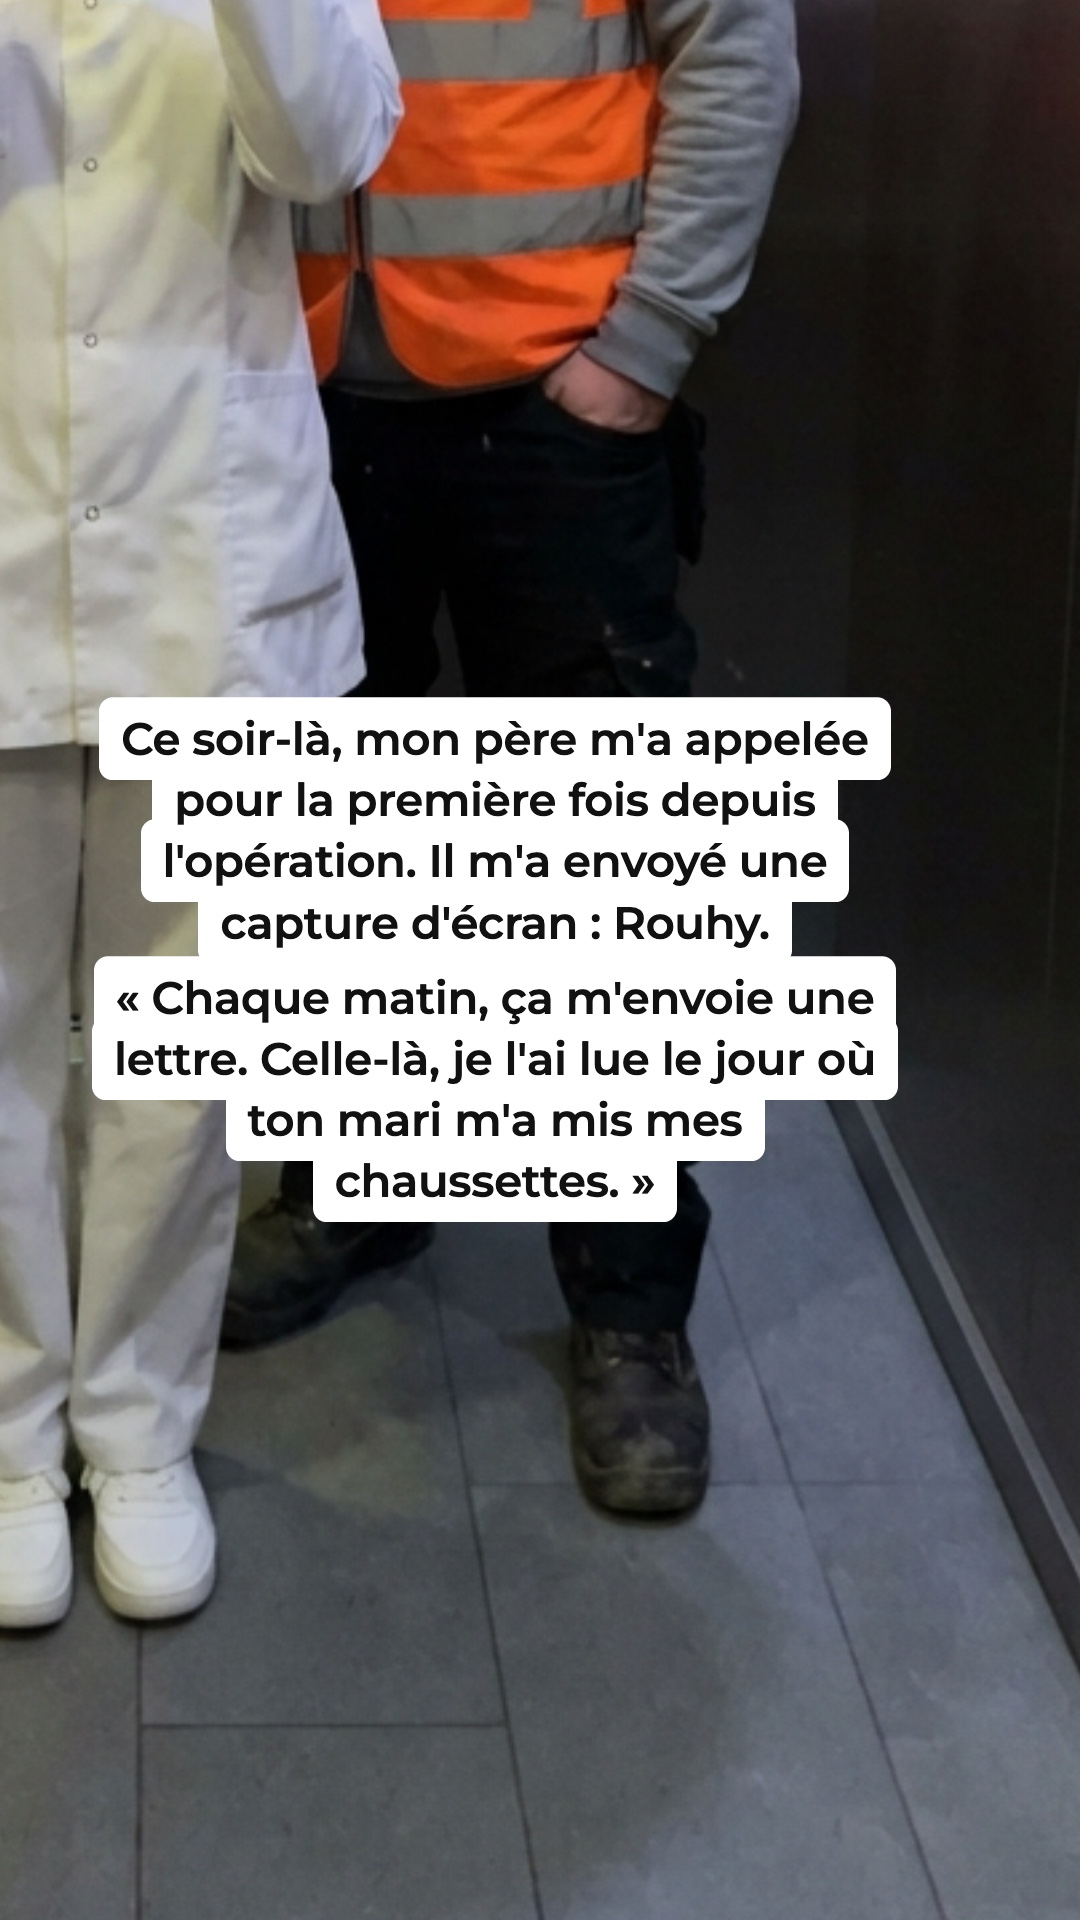 Ce soir-là, mon père m'a appelée
pour la première fois depuis
l'opération. Il m'a envoyé une
capture d'écran : Rouhy.
« Chaque matin, ça m'envoie une
lettre. Celle-là, je l'ai lue le jour où
ton mari m'a mis mes
chaussettes. »